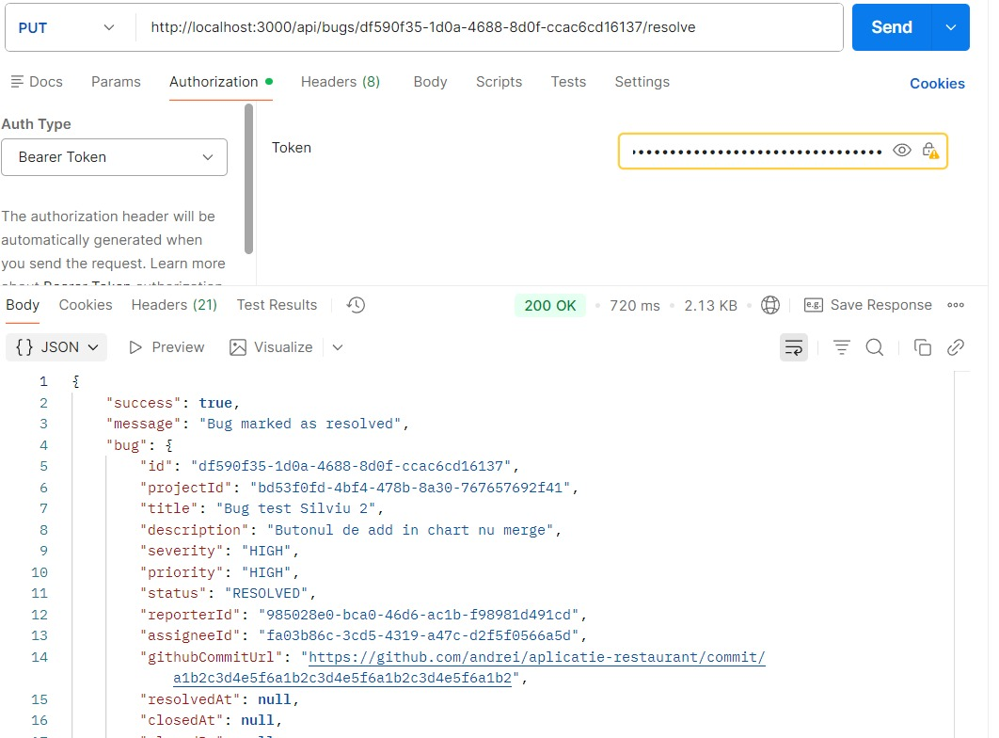 PUT http://localhost:3000/api/bugs/df590f35-1d0a-4688-8d0f-ccac6cd16137/resolve Send
Docs Params Authorization Headers (8) Body Scripts Tests Settings Cookies
Auth Type
Bearer Token
Token
The authorization header will be
automatically generated when
you send the request. Learn more
about Bearer Token authorization
Body Cookies Headers (21) Test Results 200 OK 720 ms 2.13 KB e.g. Save Response
{} JSON Preview Visualize
1 {
2 "success": true,
3 "message": "Bug marked as resolved",
4 "bug": {
5 "id": "df590f35-1d0a-4688-8d0f-ccac6cd16137",
6 "projectId": "bd53f0fd-4bf4-478b-8a30-767657692f41",
7 "title": "Bug test Silviu 2",
8 "description": "Butonul de add in chart nu merge",
9 "severity": "HIGH",
10 "priority": "HIGH",
11 "status": "RESOLVED",
12 "reporterId": "985028e0-bca0-46d6-ac1b-f98981d491cd",
13 "assigneeId": "fa03b86c-3cd5-4319-a47c-d2f5f0566a5d",
14 "githubCommitUrl": "https://github.com/andrei/aplicatie-restaurant/commit/
a1b2c3d4e5f6a1b2c3d4e5f6a1b2c3d4e5f6a1b2",
15 "resolvedAt": null,
16 "closedAt": null,